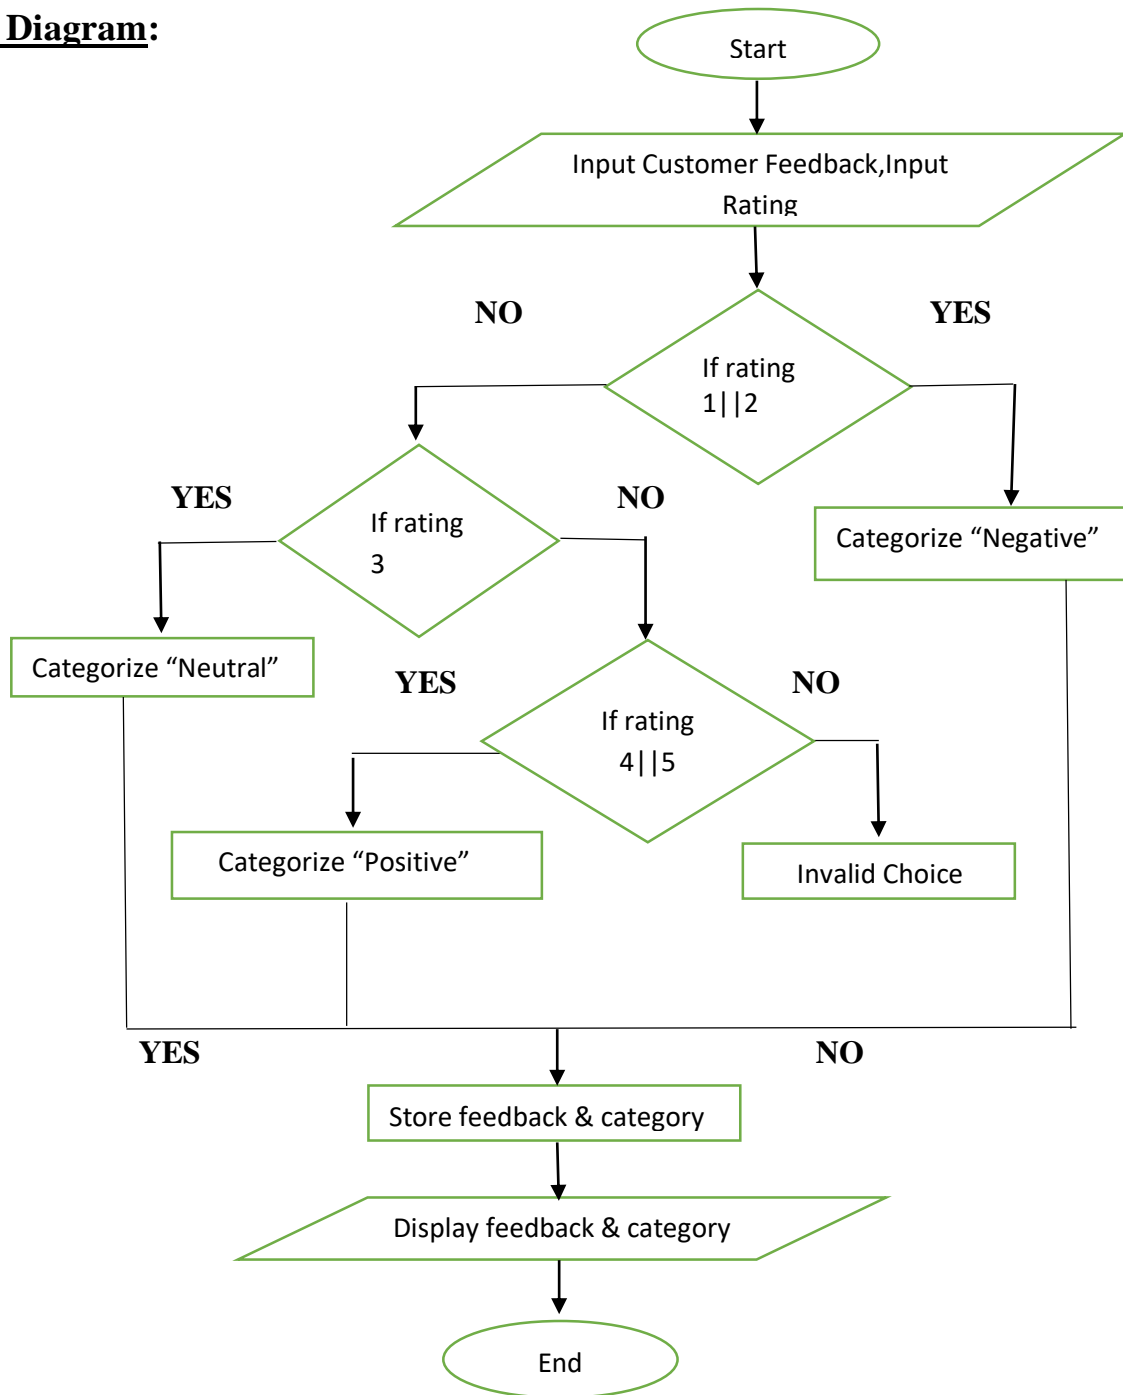 Diagram:
Start
Input Customer Feedback,Input
Rating
NO
YES
If rating
1||2
YES
NO
If rating
3
Categorize “Negative”
Categorize “Neutral”
YES
NO
If rating
4||5
Categorize “Positive”
Invalid Choice
YES
NO
Store feedback & category
Display feedback & category
End